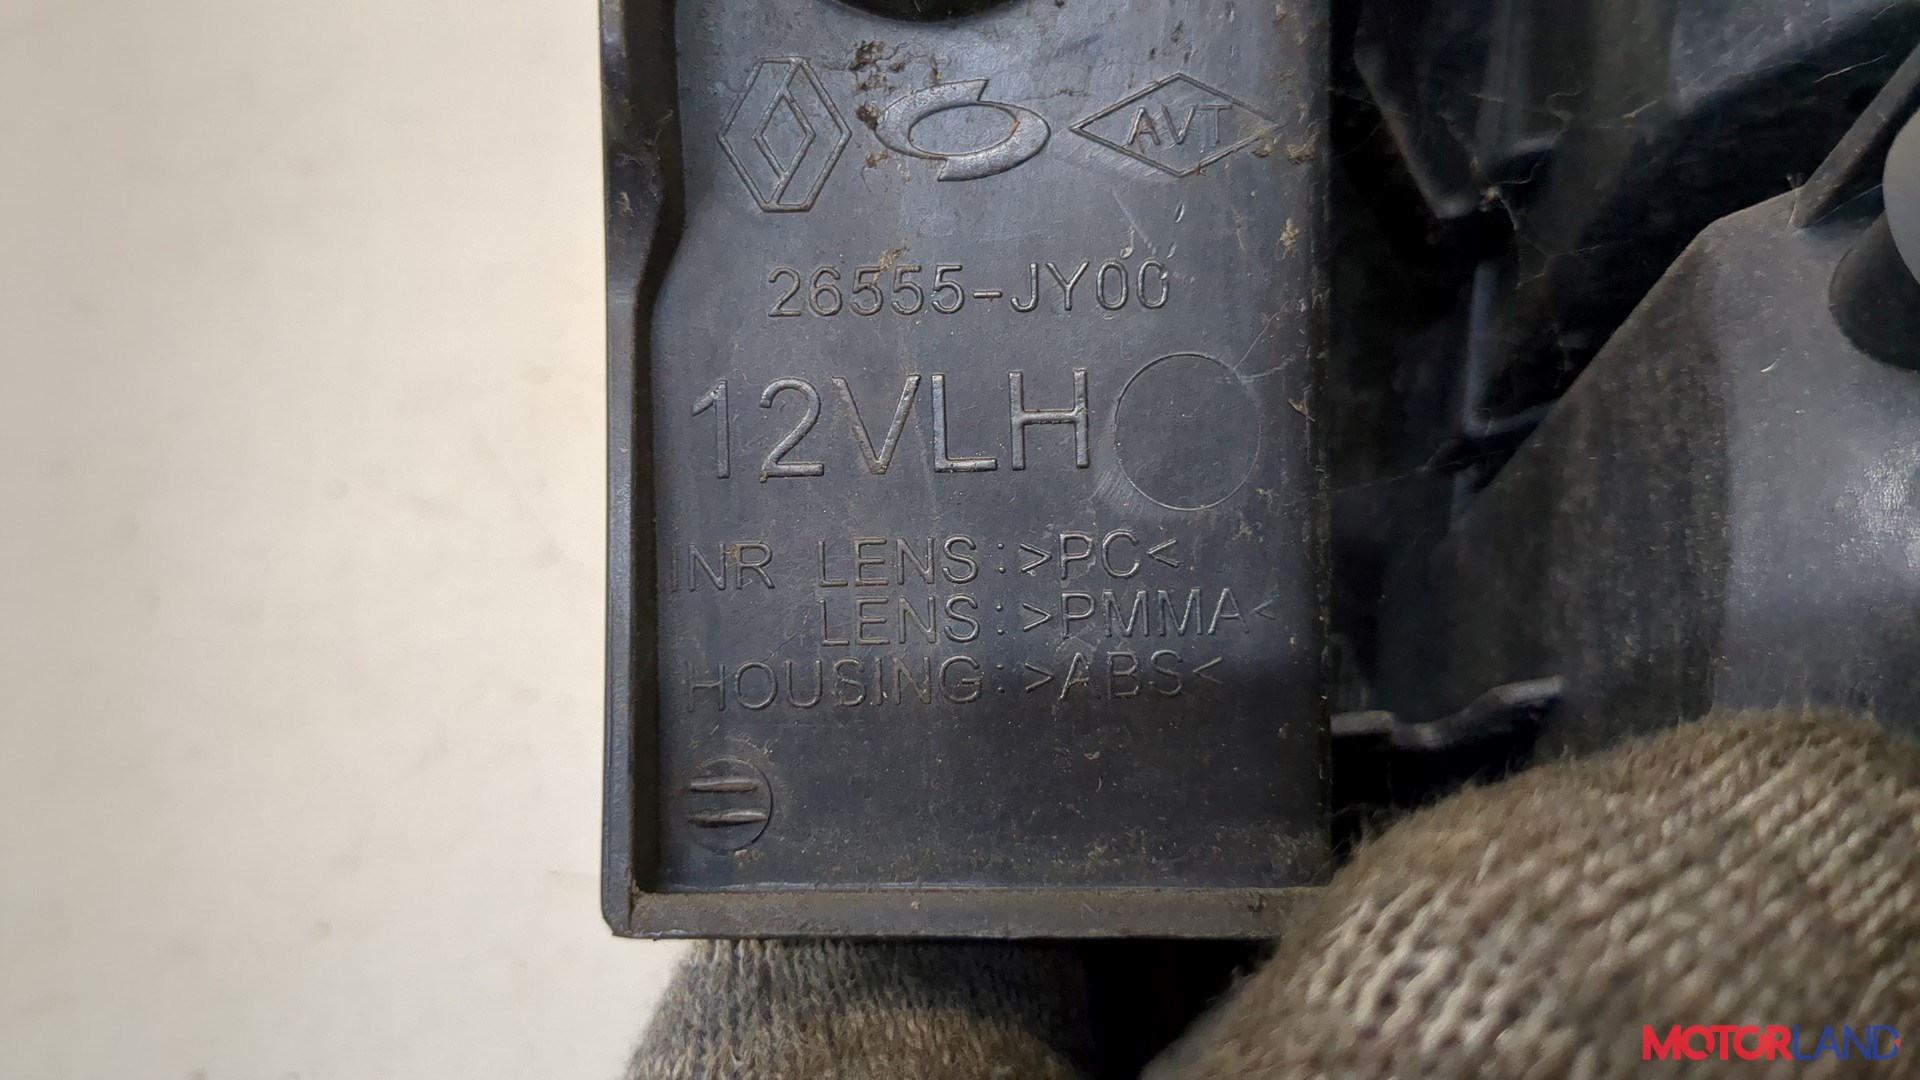 AVT
26555-JY00
12VLH
INR LENS:>PC<
LENS:>PMMA<
HOUSING:>ABS<
MOTORLAND